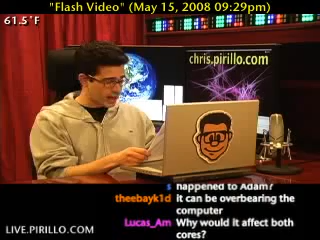 "Flash Video" (May 15, 2008 09:29pm)
61.5°F
chris.pirillo.com
happened to Adam?
theebayk1d it can be overbearing the
computer
Lucas_Am Why would it affect both
cores?
LIVE.PIRILLO.COM